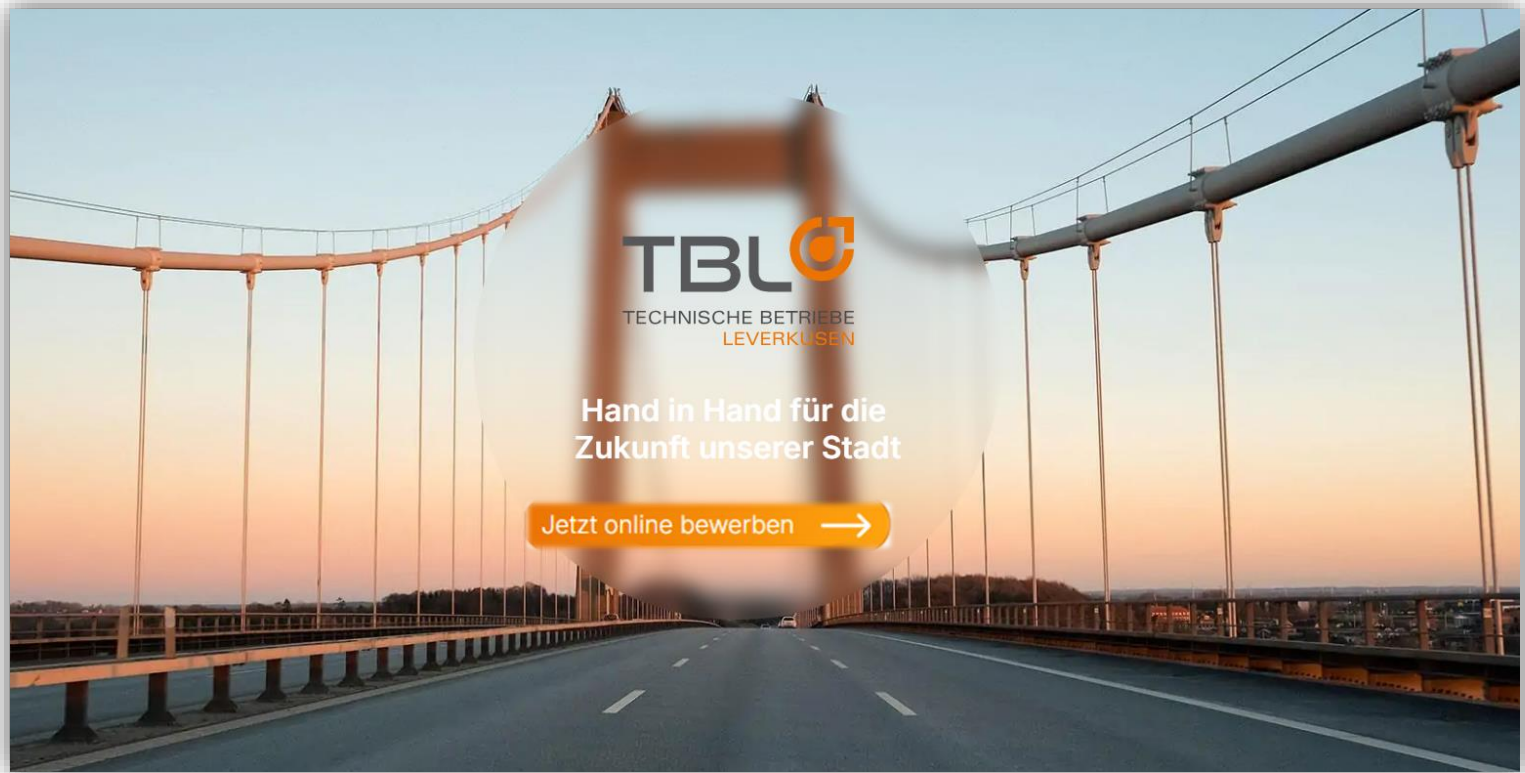 TBL
TECHNISCHE BETRIEBE
LEVERKUSEN
Hand in Hand für die
Zukunft unserer Stadt
Jetzt online bewerben